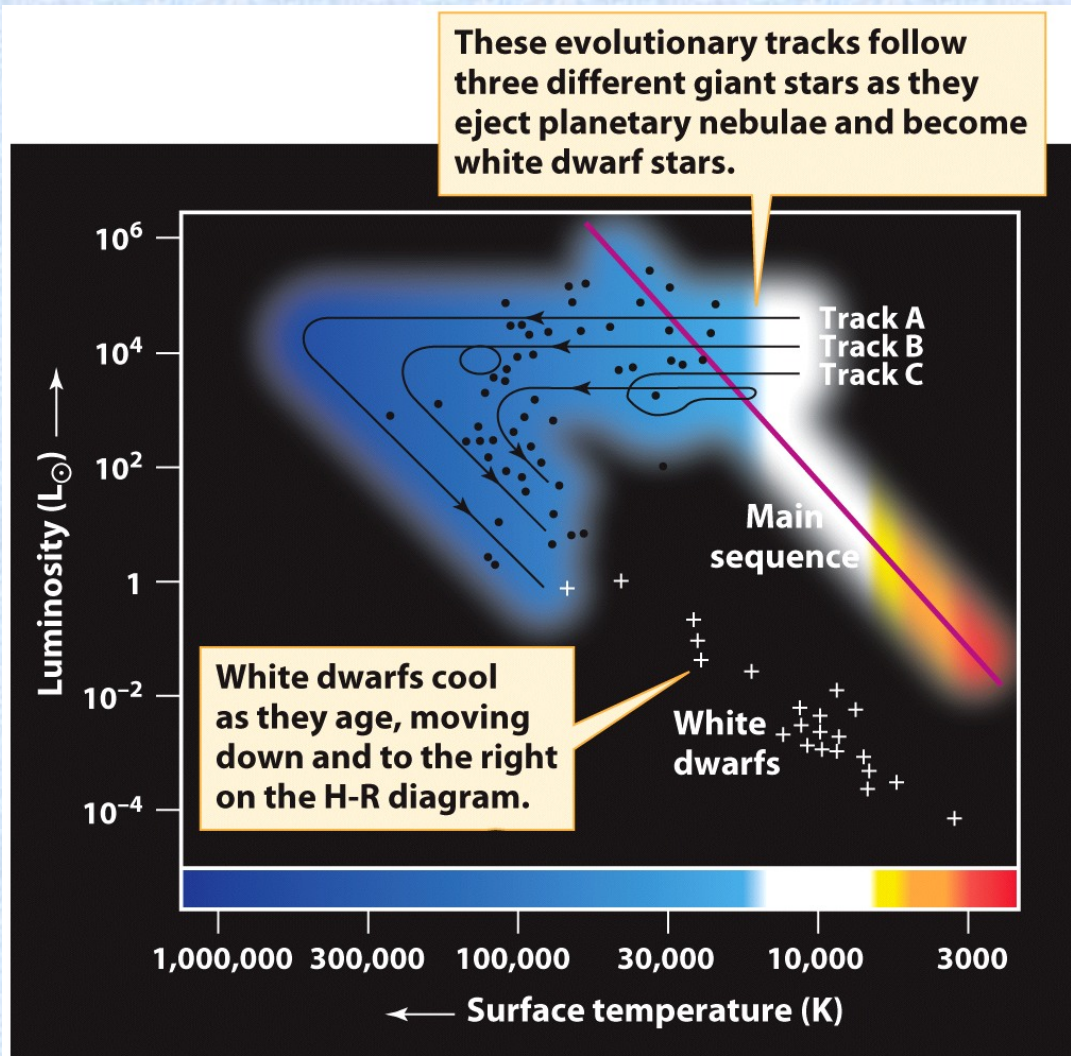 These evolutionary tracks follow
three different giant stars as they
eject planetary nebulae and become
white dwarf stars.
10⁶
10⁴
10²
1
10⁻²
10⁻⁴
Luminosity (L☉) →
Track A
Track B
Track C
Main
sequence
White dwarfs cool
as they age, moving
down and to the right
on the H-R diagram.
White
dwarfs
1,000,000 300,000 100,000 30,000 10,000 3000
← Surface temperature (K)